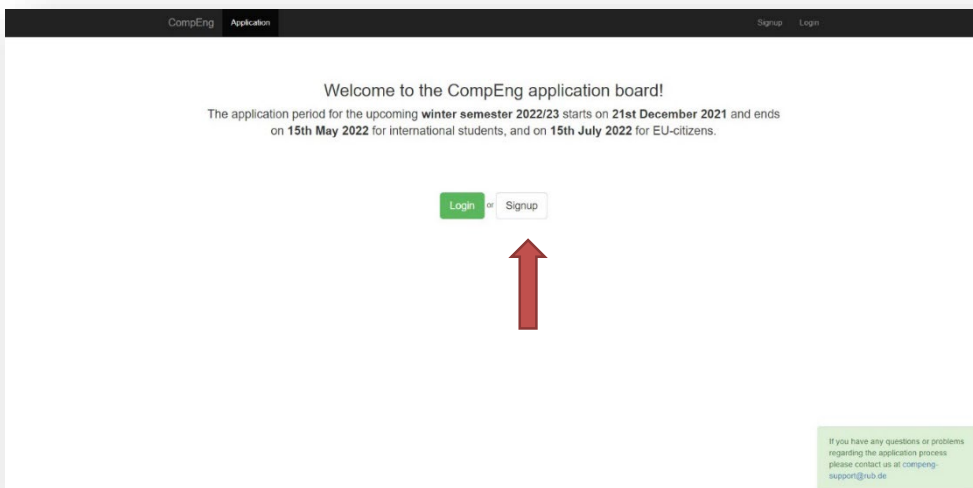 CompEng Application Signup Login
Welcome to the CompEng application board!
The application period for the upcoming winter semester 2022/23 starts on 21st December 2021 and ends
on 15th May 2022 for international students, and on 15th July 2022 for EU-citizens.
Login or Signup
If you have any questions or problems
regarding the application process
please contact us at compeng-
support@rub.de